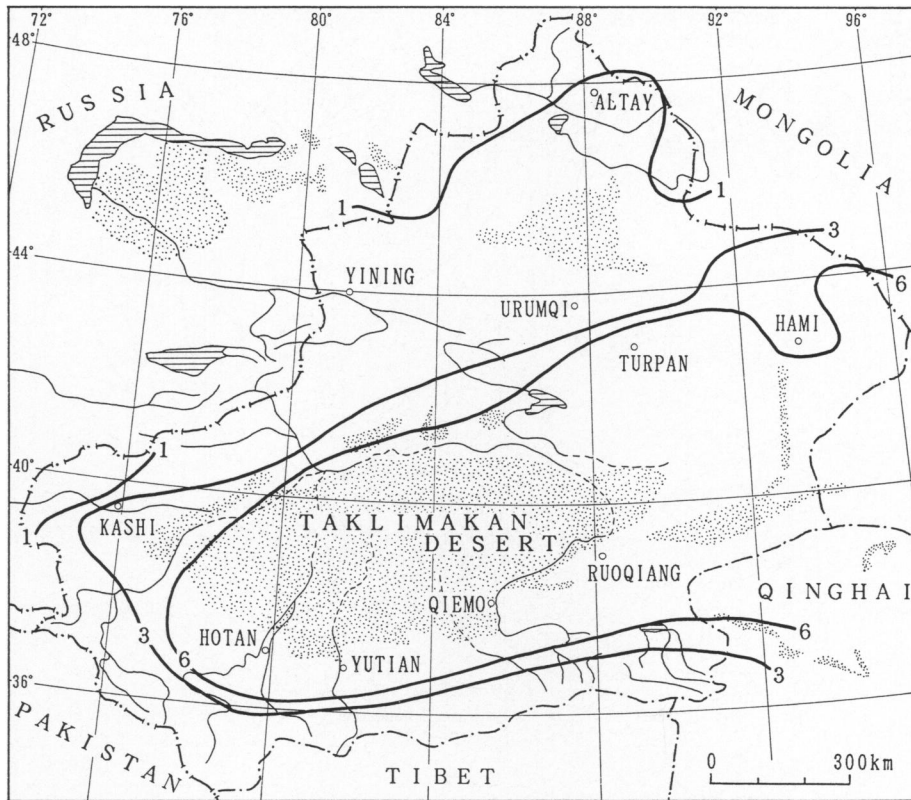 72° 76° 80° 84° 88° 92° 96°
48°
RUSSIA
ALTAY
MONGOLIA
1 1
3
44°
6
YINING
URUMQI
HAMI
TURPAN
1
40°
KASHI
1
TAKLIMAKAN
DESERT
RUOQIANG
QINGHAI
QIEMO
3 6
HOTAN
6 YUTIAN
3
36°
PAKISTAN
TIBET
0 300km